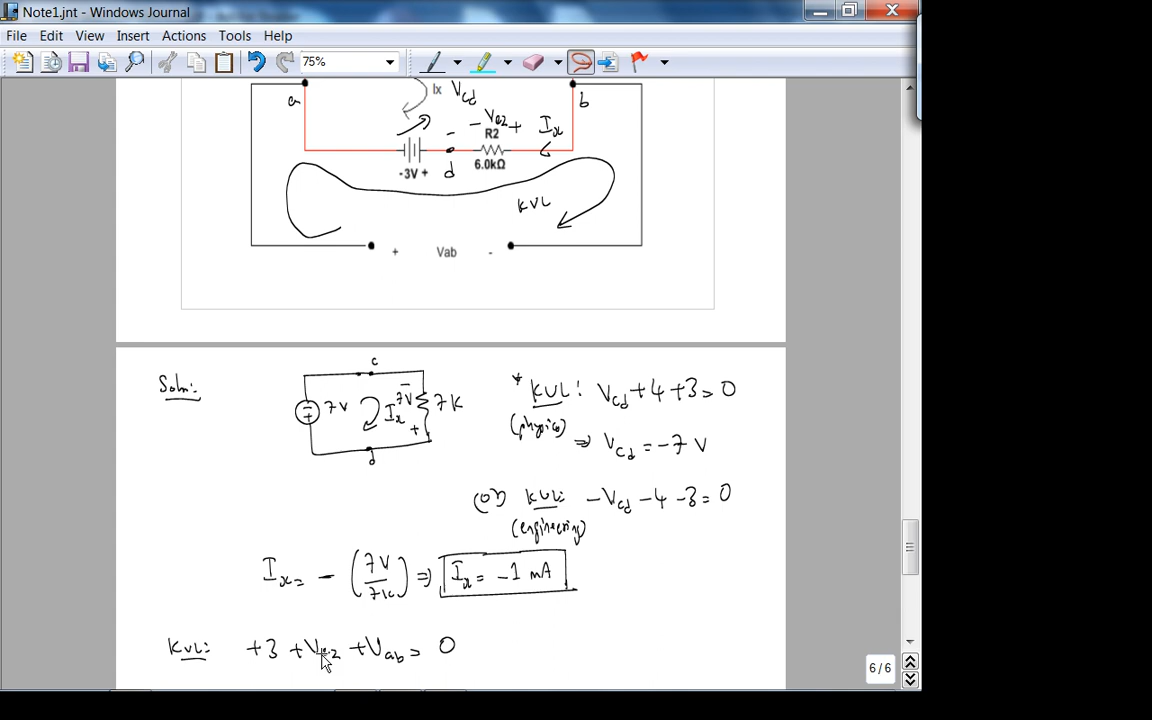 Note1.jnt - Windows Journal
File Edit View Insert Actions Tools Help
75%
a Ix Vcd b
- - VR2 + Ix
R2
-3V + d 6.0kΩ
KVL
+ Vab -
Soln:
c
7V Ix 7V - + 7K
d
* KVL: Vcd + 4 + 3 = 0
(physics)
⇒ Vcd = -7 V
(or) KVL: -Vcd - 4 - 3 = 0
(engineering)
Ix = - (7V/7k) ⇒ Ix = -1 mA
KVL: +3 + VR2 + Vab = 0
6/6